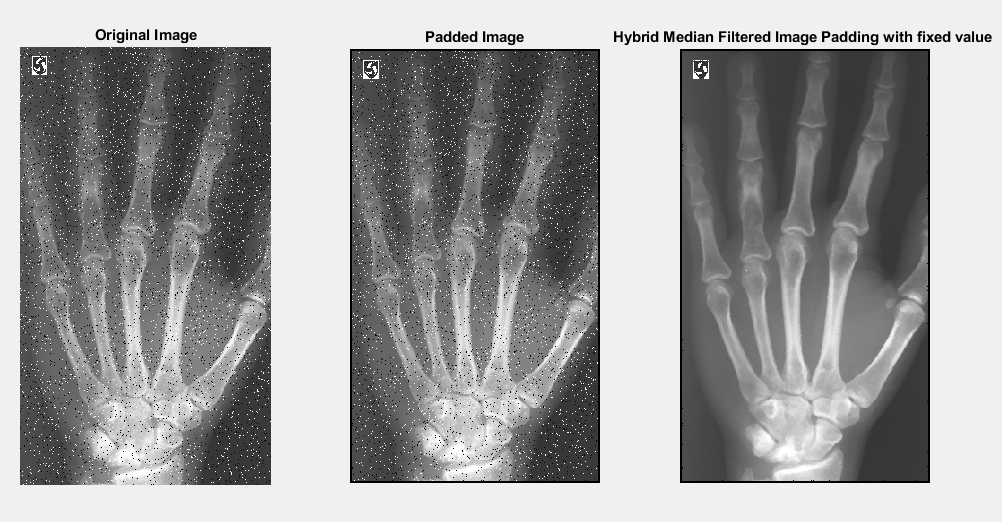 Original Image
Padded Image
Hybrid Median Filtered Image Padding with fixed value